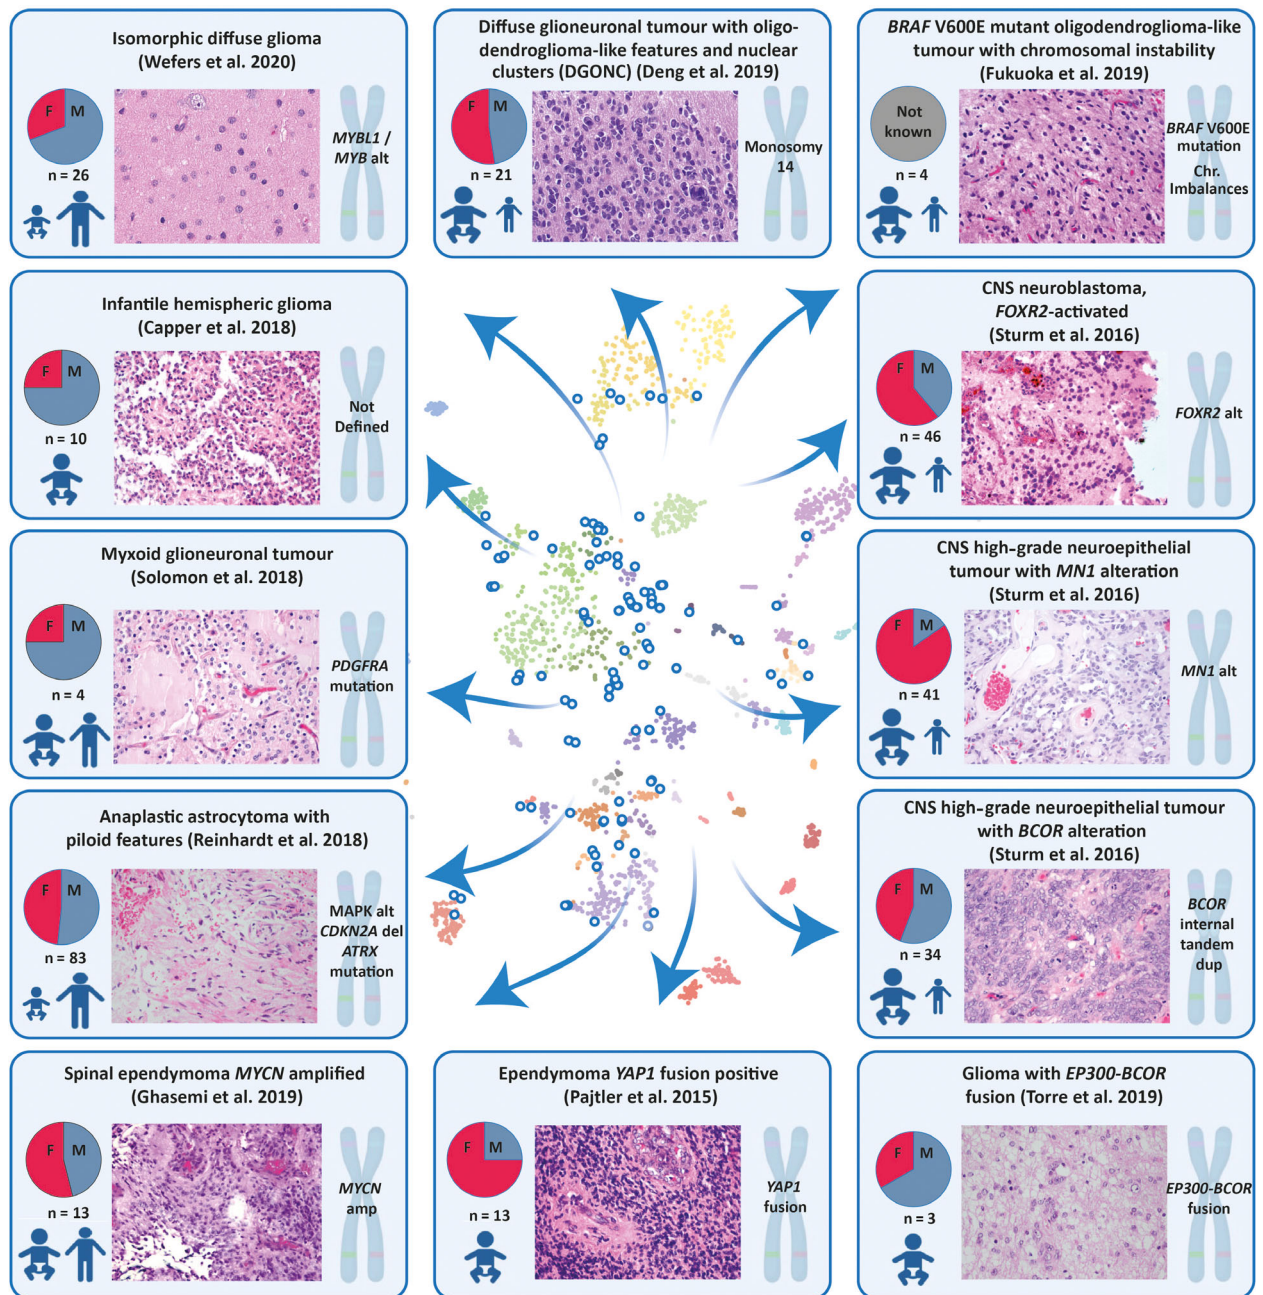 Isomorphic diffuse glioma
(Wefers et al. 2020)
F M
n = 26
MYBL1 /
MYB alt
Diffuse glioneuronal tumour with oligo-
dendroglioma-like features and nuclear
clusters (DGONC) (Deng et al. 2019)
F M
n = 21
Monosomy
14
BRAF V600E mutant oligodendroglioma-like
tumour with chromosomal instability
(Fukuoka et al. 2019)
Not
known
n = 4
BRAF V600E
mutation
Chr.
Imbalances
Infantile hemispheric glioma
(Capper et al. 2018)
F M
n = 10
Not
Defined
CNS neuroblastoma,
FOXR2-activated
(Sturm et al. 2016)
F M
n = 46
FOXR2 alt
Myxoid glioneuronal tumour
(Solomon et al. 2018)
F M
n = 4
PDGFRA
mutation
CNS high-grade neuroepithelial
tumour with MN1 alteration
(Sturm et al. 2016)
F M
n = 41
MN1 alt
Anaplastic astrocytoma with
piloid features (Reinhardt et al. 2018)
F M
n = 83
MAPK alt
CDKN2A del
ATRX
mutation
CNS high-grade neuroepithelial tumour
with BCOR alteration
(Sturm et al. 2016)
F M
n = 34
BCOR
internal
tandem
dup
Spinal ependymoma MYCN amplified
(Ghasemi et al. 2019)
F M
n = 13
MYCN
amp
Ependymoma YAP1 fusion positive
(Pajtler et al. 2015)
F M
n = 13
YAP1
fusion
Glioma with EP300-BCOR
fusion (Torre et al. 2019)
F M
n = 3
EP300-BCOR
fusion